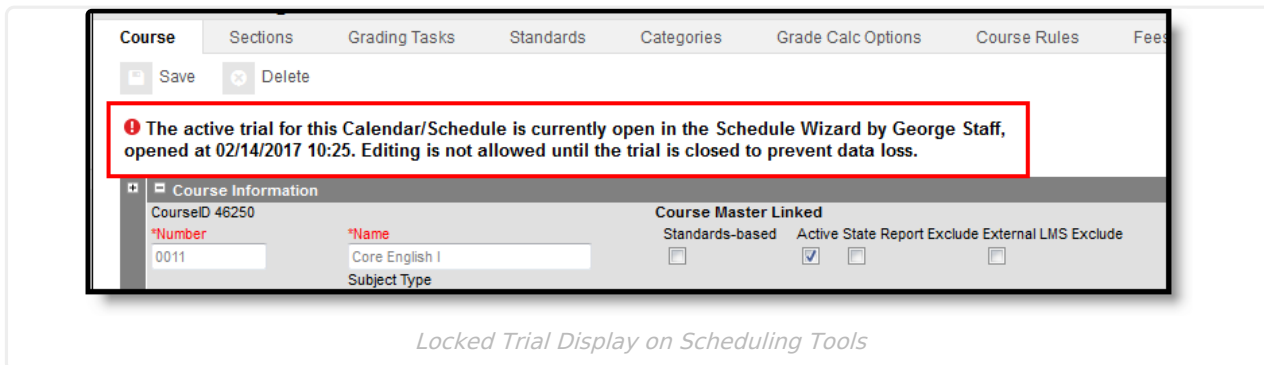 Course Sections Grading Tasks Standards Categories Grade Calc Options Course Rules Fees
Save Delete
The active trial for this Calendar/Schedule is currently open in the Schedule Wizard by George Staff,
opened at 02/14/2017 10:25. Editing is not allowed until the trial is closed to prevent data loss.
Course Information
CourseID 46250 Course Master Linked
*Number *Name Standards-based Active State Report Exclude External LMS Exclude
0011 Core English I
Subject Type
Locked Trial Display on Scheduling Tools